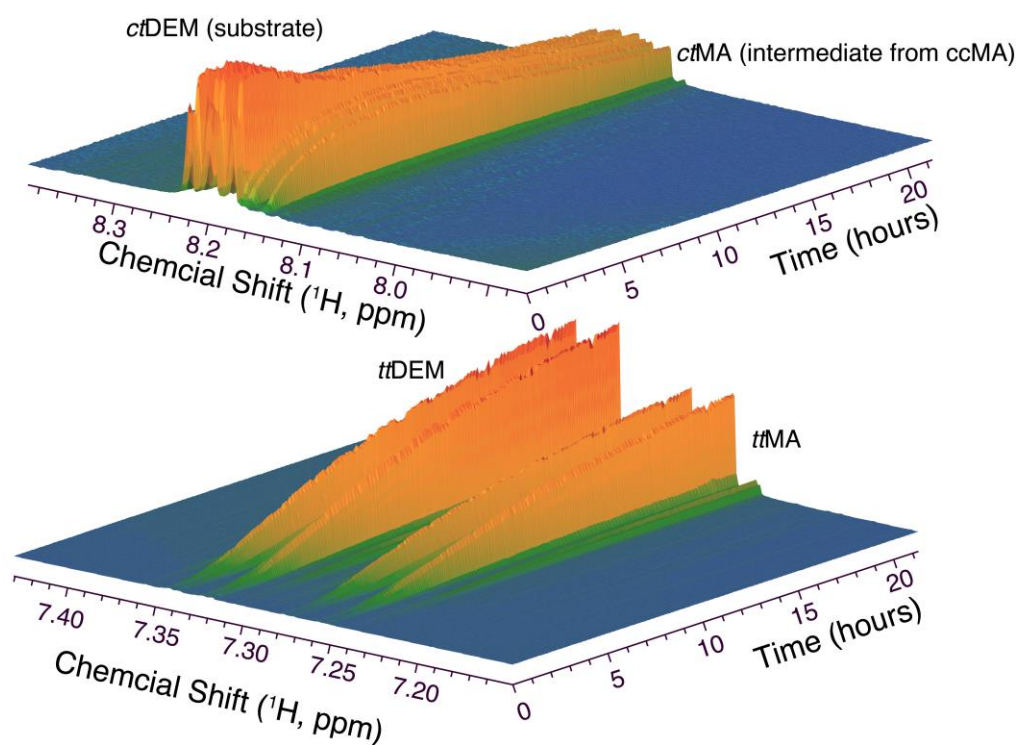 ctDEM (substrate)
ctMA (intermediate from ccMA)
8.3
8.2
8.1
8.0
Chemcial Shift (¹H, ppm)
0
5
10
15
20
Time (hours)
ttDEM
ttMA
7.40
7.35
7.30
7.25
7.20
Chemcial Shift (¹H, ppm)
0
5
10
15
20
Time (hours)